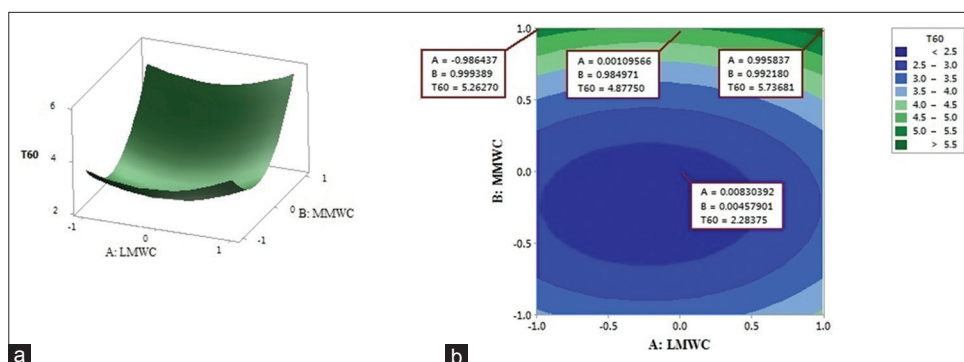 6
4
2
T60
-1
0
1
A: LMWC
-1
0
1
B: MMWC
a
A = -0.986437
B = 0.999389
T60 = 5.26270
A = 0.00109566
B = 0.984971
T60 = 4.87750
A = 0.995837
B = 0.992180
T60 = 5.73681
A = 0.00830392
B = 0.00457901
T60 = 2.28375
1.0
0.5
0.0
-0.5
-1.0
B: MMWC
-1.0
-0.5
0.0
0.5
1.0
A: LMWC
b
T60
< 2.5
2.5 – 3.0
3.0 – 3.5
3.5 – 4.0
4.0 – 4.5
4.5 – 5.0
5.0 – 5.5
> 5.5